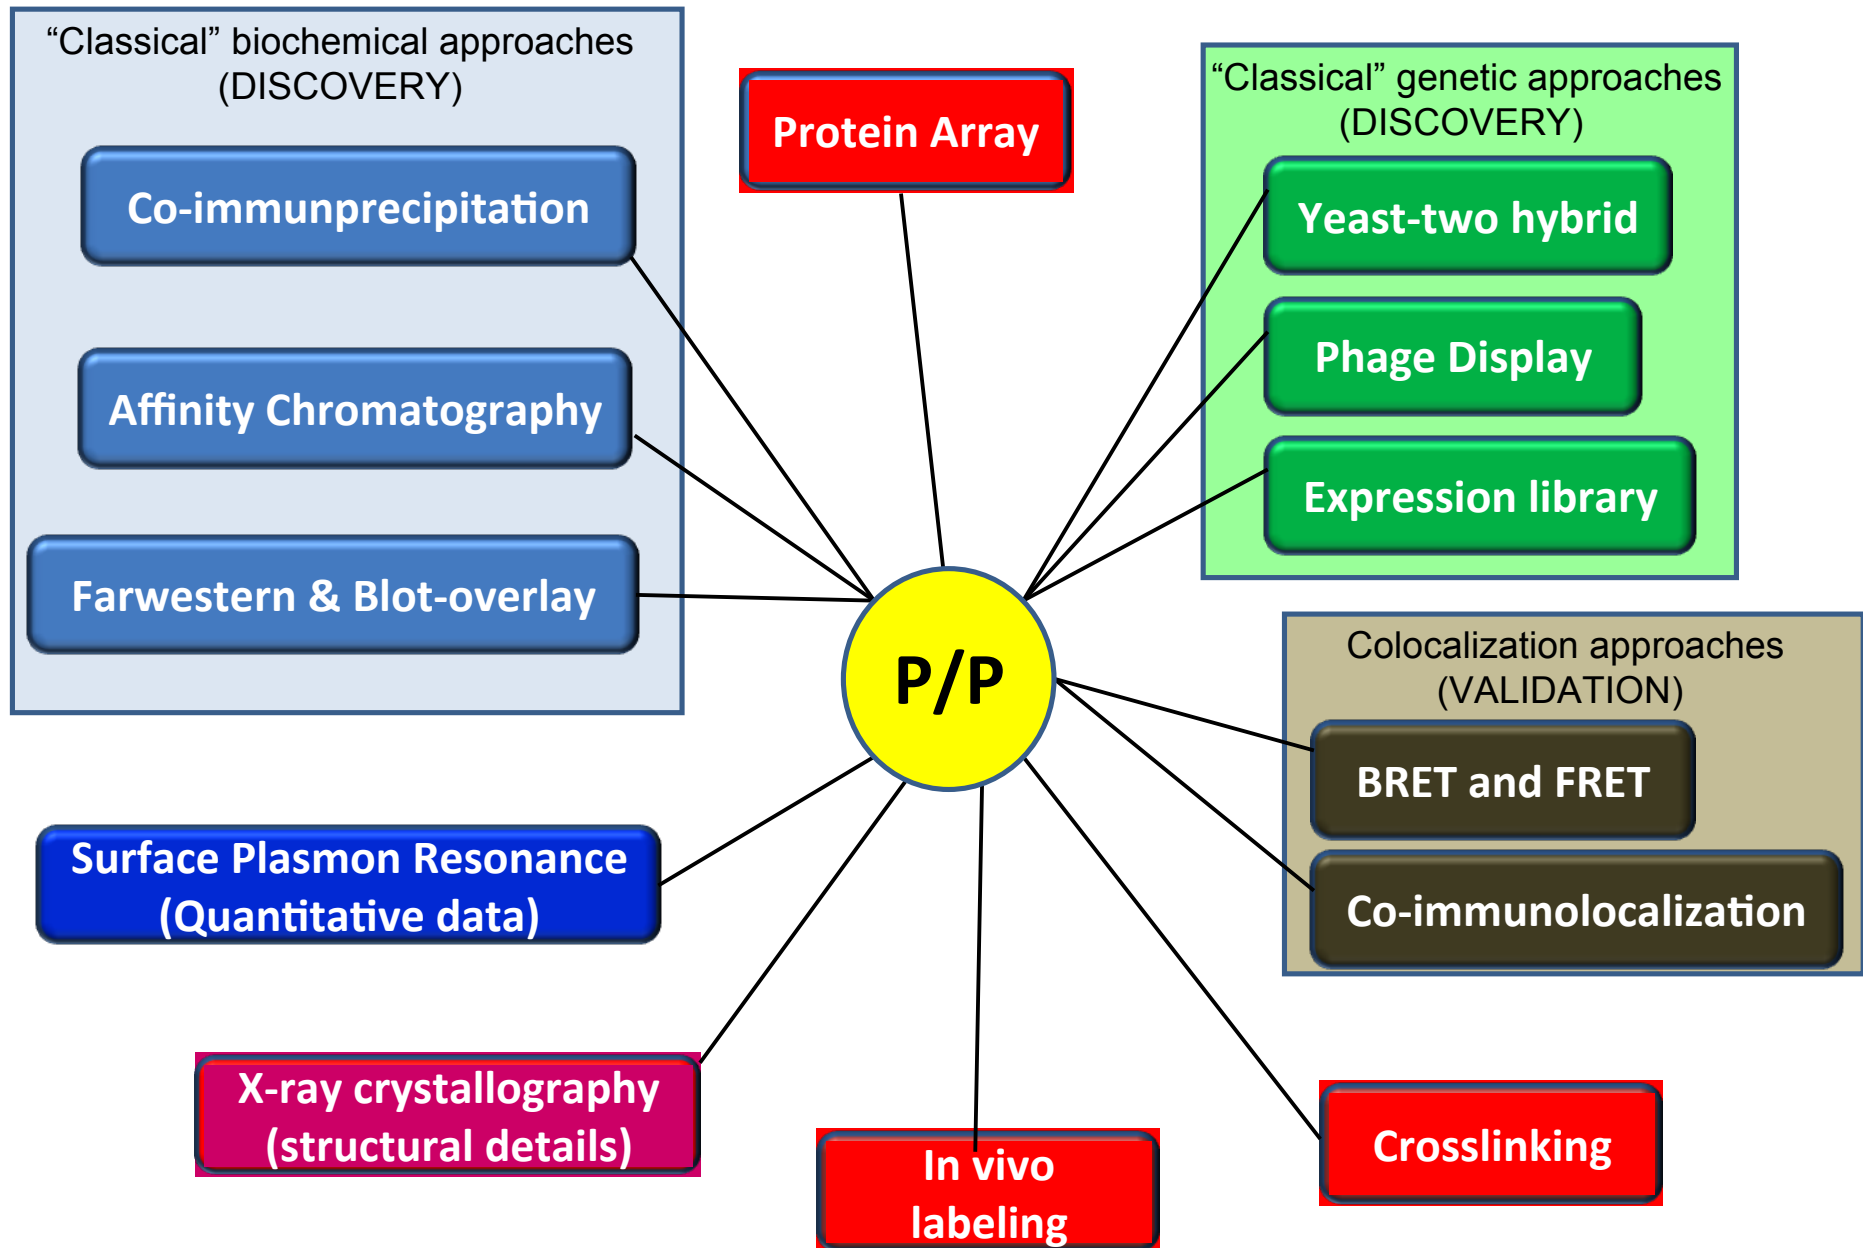 “Classical” biochemical approaches
(DISCOVERY)
Co-immunprecipitation
Affinity Chromatography
Farwestern & Blot-overlay
Protein Array
“Classical” genetic approaches
(DISCOVERY)
Yeast-two hybrid
Phage Display
Expression library
P/P
Colocalization approaches
(VALIDATION)
BRET and FRET
Co-immunolocalization
Surface Plasmon Resonance
(Quantitative data)
X-ray crystallography
(structural details)
In vivo
labeling
Crosslinking